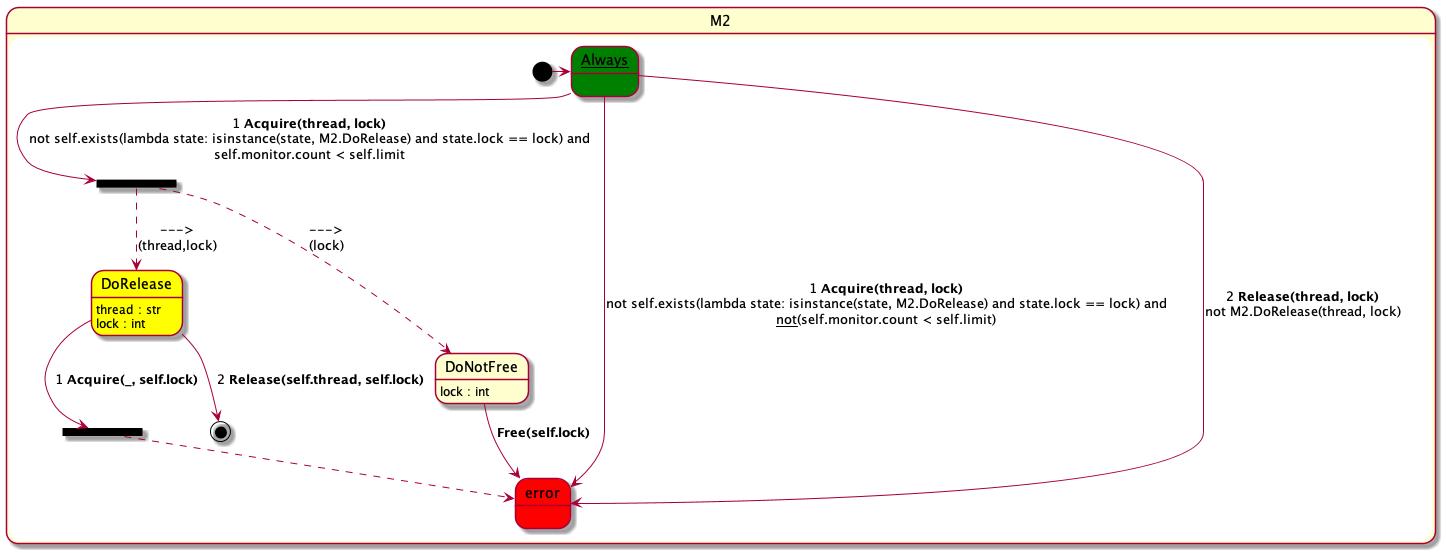 M2
Always
1 Acquire(thread, lock)
not self.exists(lambda state: isinstance(state, M2.DoRelease) and state.lock == lock) and
self.monitor.count < self.limit
--->
(thread,lock)
--->
(lock)
DoRelease
thread : str
lock : int
1 Acquire(thread, lock)
not self.exists(lambda state: isinstance(state, M2.DoRelease) and state.lock == lock) and
not(self.monitor.count < self.limit)
2 Release(thread, lock)
not M2.DoRelease(thread, lock)
DoNotFree
lock : int
1 Acquire(_, self.lock)
2 Release(self.thread, self.lock)
Free(self.lock)
error